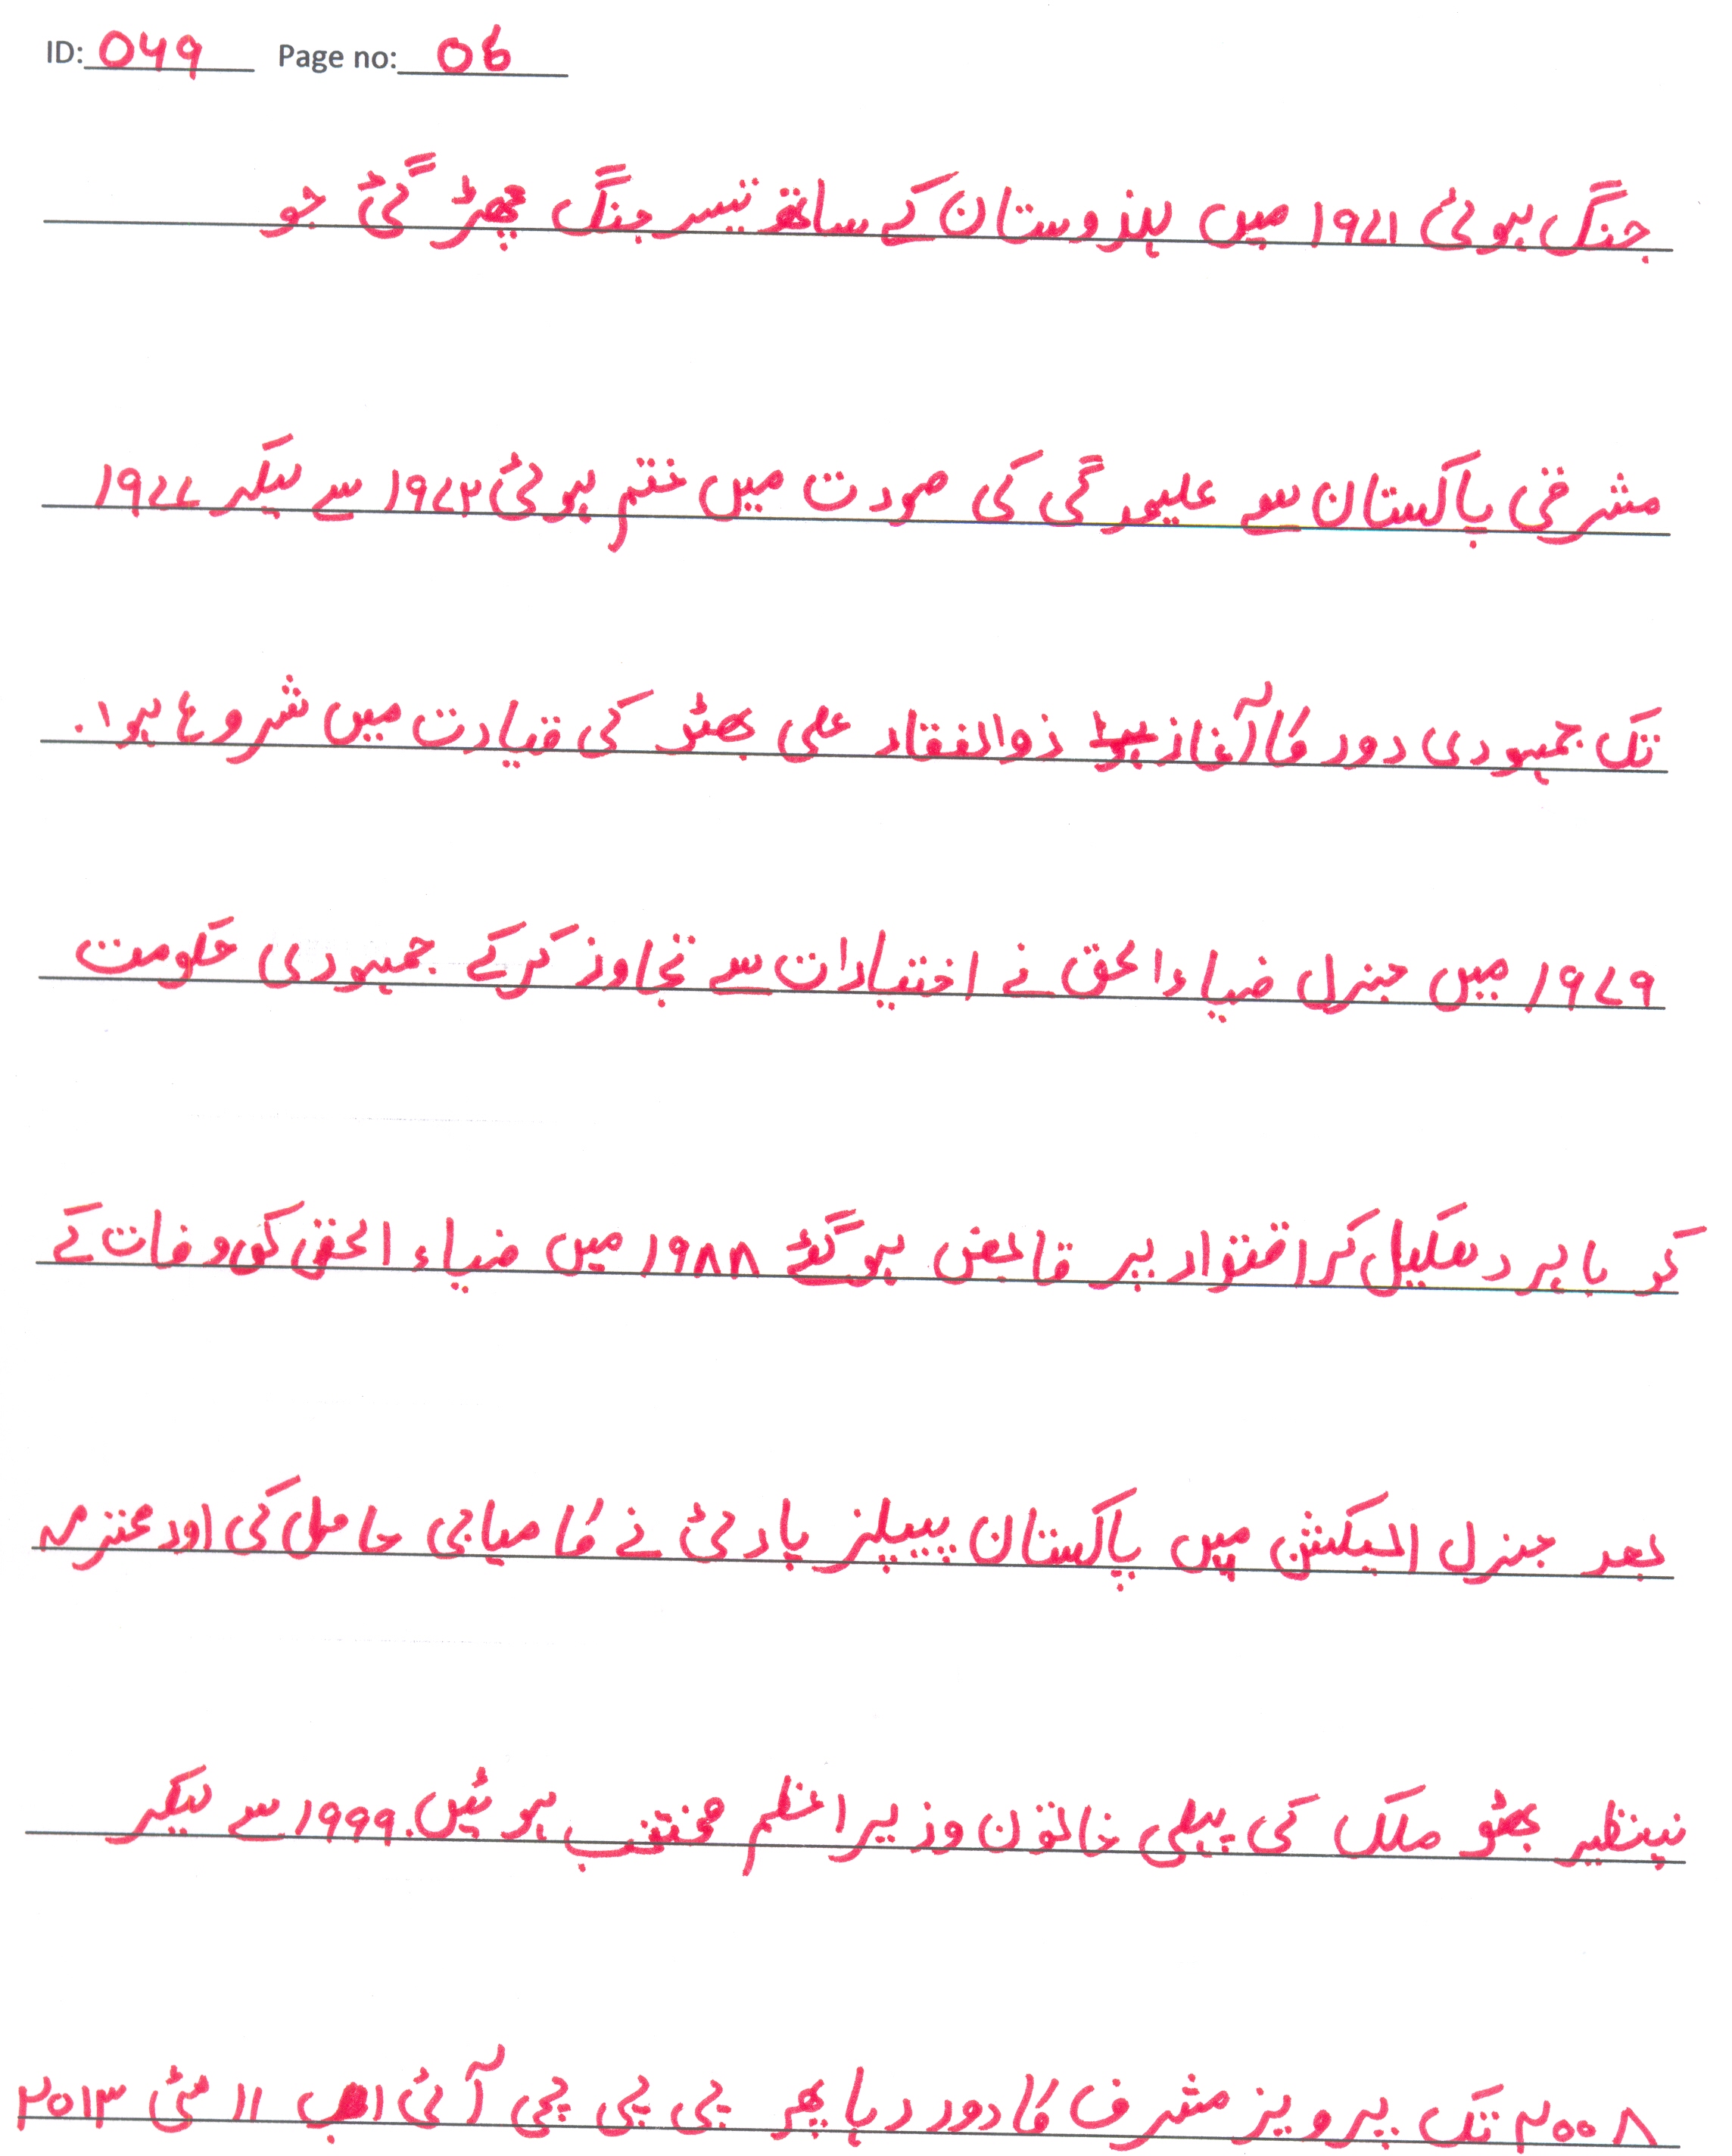 ID: 049 Page no: 06
جنگ ہوئی ۱۹۷۱ میں ہندوستان کے ساتھ تیسر جنگ چھڑ گئی جو
مشرقی پاکستان سے علیحدگی کی صورت میں ختم ہوئی ۱۹۷۲ سے لیکر ۱۹۷۷
تک جمہوری دور کا آغاز ہوا ذوالفقار علی بھٹو کی قیادت میں شروع ہوا.
۱۹۷۹ میں جنرل ضیاءالحق نے اختیارات سے تجاوز کرکے جمہوری حکومت
کو باہر دھکیل کر اقتدار پر قابض ہوگئے ۱۹۸۸ میں ضیاء الحق کی وفات کے
بعد جنرل الیکشن میں پاکستان پیپلز پارٹی نے کامیابی حاصل کی اور محترمہ
بینظیر بھٹو ملک کی پہلی خاتون وزیراعظم منتخب ہوئیں. ۱۹۹۹ سے لیکر
۲۰۰۸ تک پرویز مشرف کا دور رہا پھر پی پی پی آئی اب ۱۱ مئی ۲۰۱۳